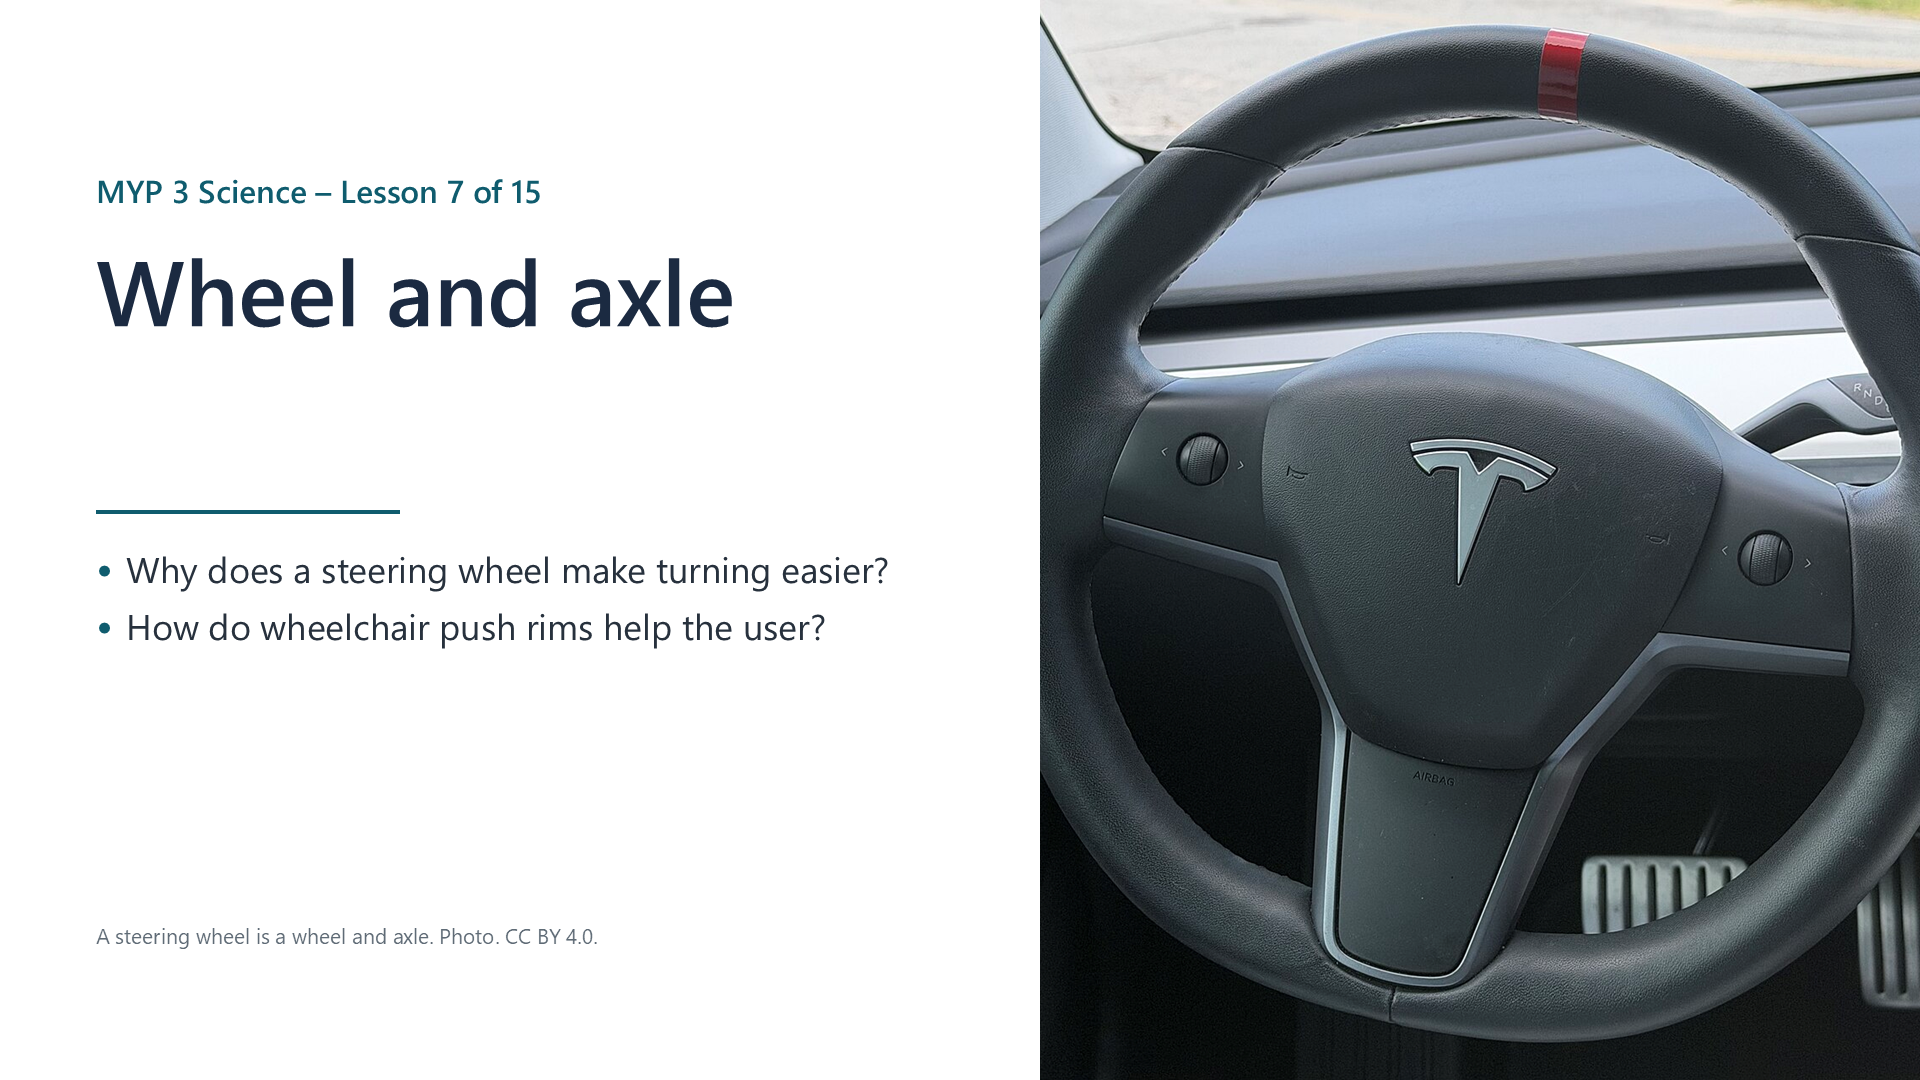 MYP 3 Science – Lesson 7 of 15
Wheel and axle
• Why does a steering wheel make turning easier?
• How do wheelchair push rims help the user?
A steering wheel is a wheel and axle. Photo. CC BY 4.0.
R
N
D
AIRBAG